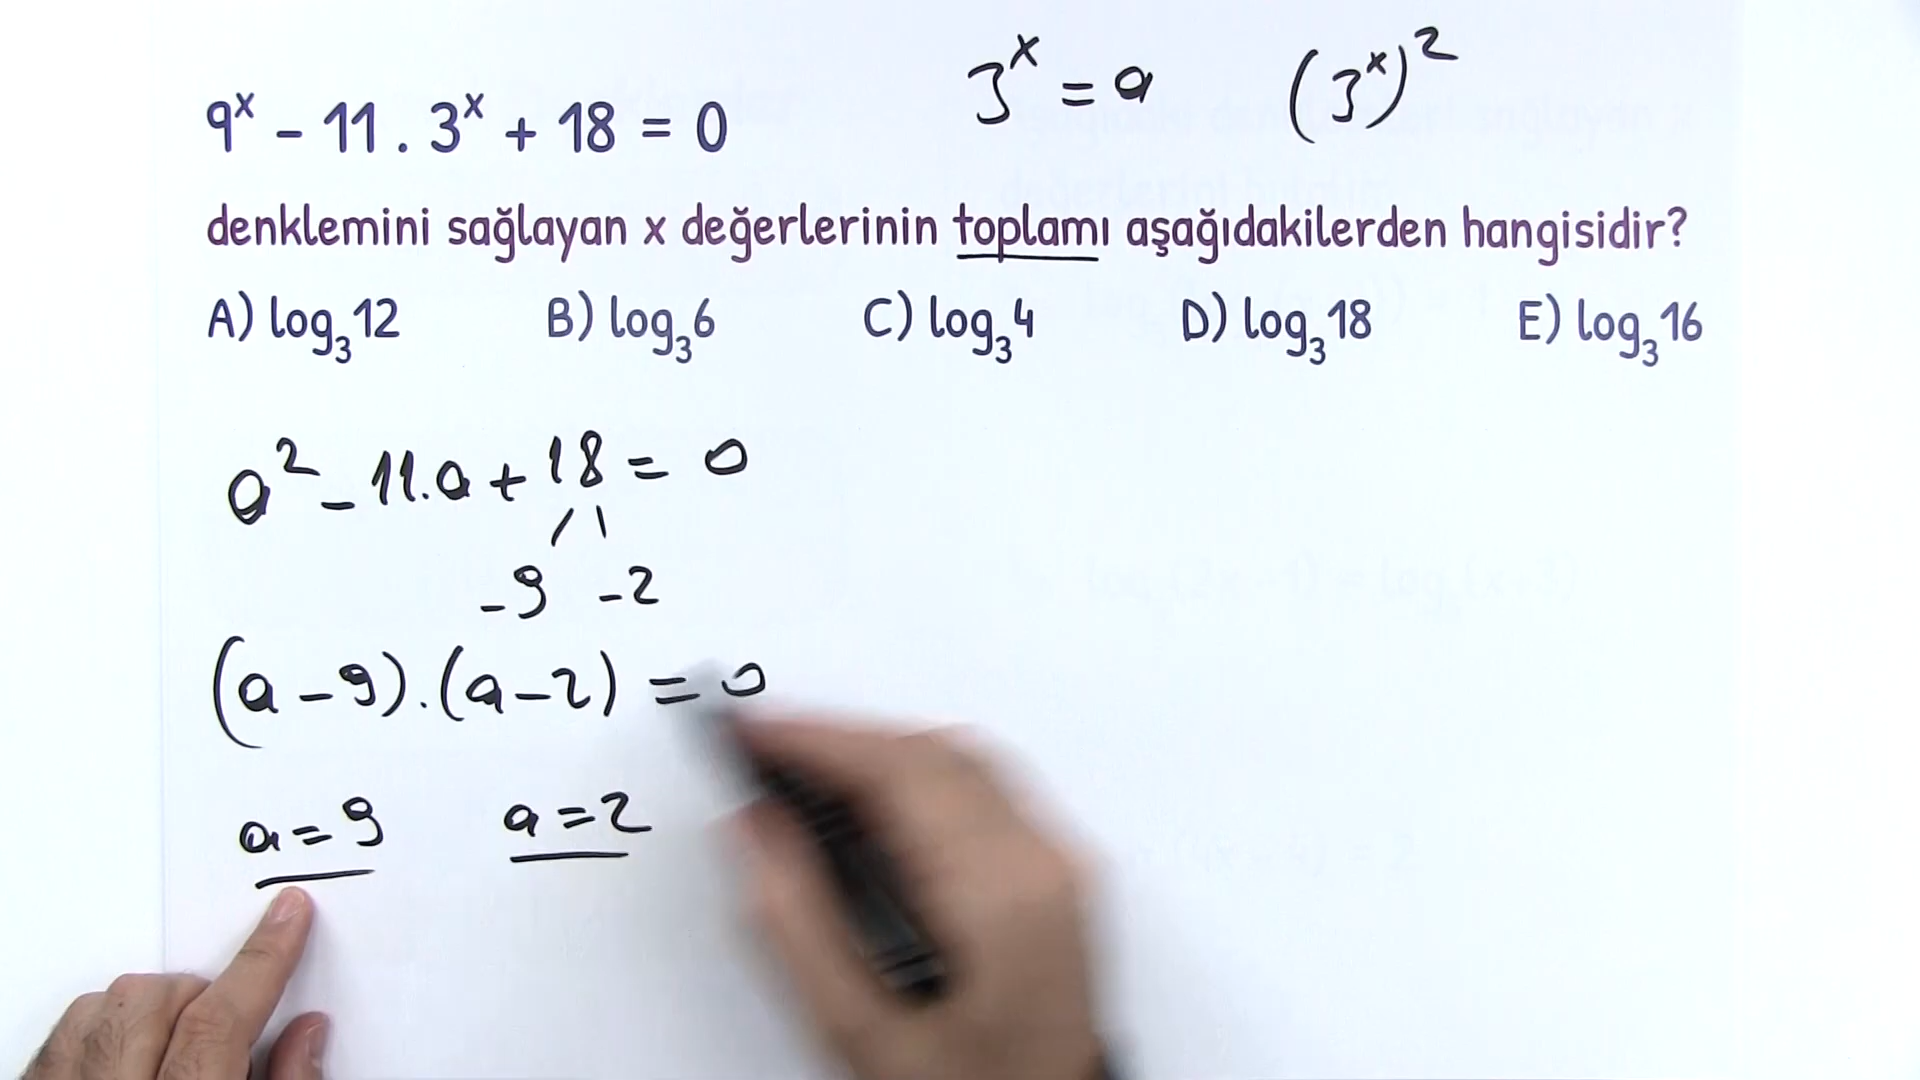 3ˣ = a (3ˣ)²
9ˣ - 11 . 3ˣ + 18 = 0
denklemini sağlayan x değerlerinin toplamı aşağıdakilerden hangisidir?
A) log₃12 B) log₃6 C) log₃4 D) log₃18 E) log₃16
a² - 11.a + 18 = 0
-9 -2
(a - 9).(a - 2) = 0
a = 9 a = 2